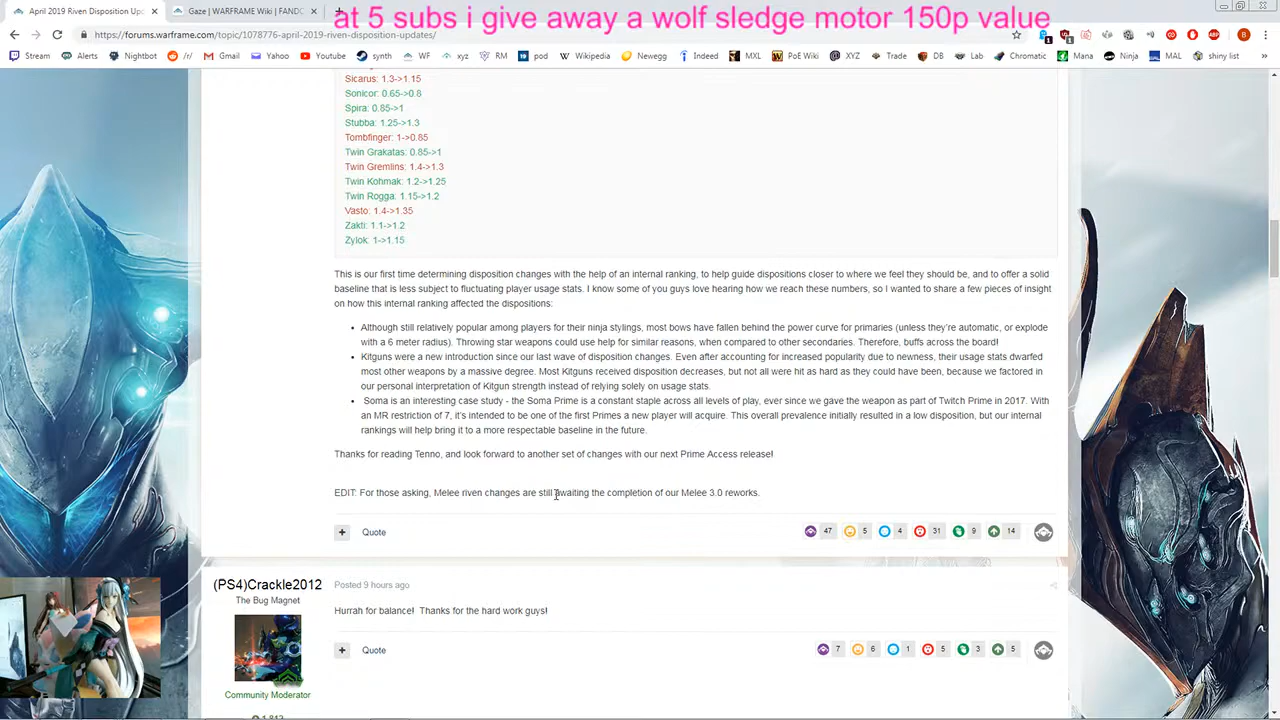 at 5 subs i give away a wolf sledge motor 150p value
April 2019 Riven Disposition Up
Gaze | WARFRAME Wiki | FANDC
https://forums.warframe.com/topic/1078776-april-2019-riven-disposition-updates/
Stream Alerts Nightbot /r/ Gmail Yahoo Youtube synth WF xyz RM pod Wikipedia Newegg Indeed MXL PoE Wiki XYZ Trade DB Lab Chromatic Mana Ninja MAL shiny list »
Sicarus: 1.3->1.15
Sonicor: 0.65->0.8
Spira: 0.85->1
Stubba: 1.25->1.3
Tombfinger: 1->0.85
Twin Grakatas: 0.85->1
Twin Gremlins: 1.4->1.3
Twin Kohmak: 1.2->1.25
Twin Rogga. 1.15->1.2
Vasto: 1.4->1.35
Zakti: 1.1->1.2
Zylok: 1->1.15
This is our first time determining disposition changes with the help of an internal ranking, to help guide dispositions closer to where we feel they should be, and to offer a solid
baseline that is less subject to fluctuating player usage stats. I know some of you guys love hearing how we reach these numbers, so I wanted to share a few pieces of insight
on how this internal ranking affected the dispositions:
• Although still relatively popular among players for their ninja stylings, most bows have fallen behind the power curve for primaries (unless they're automatic, or explode
with a 6 meter radius). Throwing star weapons could use help for similar reasons, when compared to other secondaries. Therefore, buffs across the board!
• Kitguns were a new introduction since our last wave of disposition changes. Even after accounting for increased popularity due to newness, their usage stats dwarfed
most other weapons by a massive degree. Most Kitguns received disposition decreases, but not all were hit as hard as they could have been, because we factored in
our personal interpretation of Kitgun strength instead of relying solely on usage stats.
• Soma is an interesting case study - the Soma Prime is a constant staple across all levels of play, ever since we gave the weapon as part of Twitch Prime in 2017. With
an MR restriction of 7, it's intended to be one of the first Primes a new player will acquire. This overall prevalence initially resulted in a low disposition, but our internal
rankings will help bring it to a more respectable baseline in the future.
Thanks for reading Tenno, and look forward to another set of changes with our next Prime Access release!
EDIT: For those asking, Melee riven changes are still awaiting the completion of our Melee 3.0 reworks.
+ Quote 47 5 4 31 9 14
(PS4)Crackle2012
The Bug Magnet
Community Moderator
1,812
Posted 9 hours ago
Hurrah for balance! Thanks for the hard work guys!
+ Quote 7 6 1 5 3 5